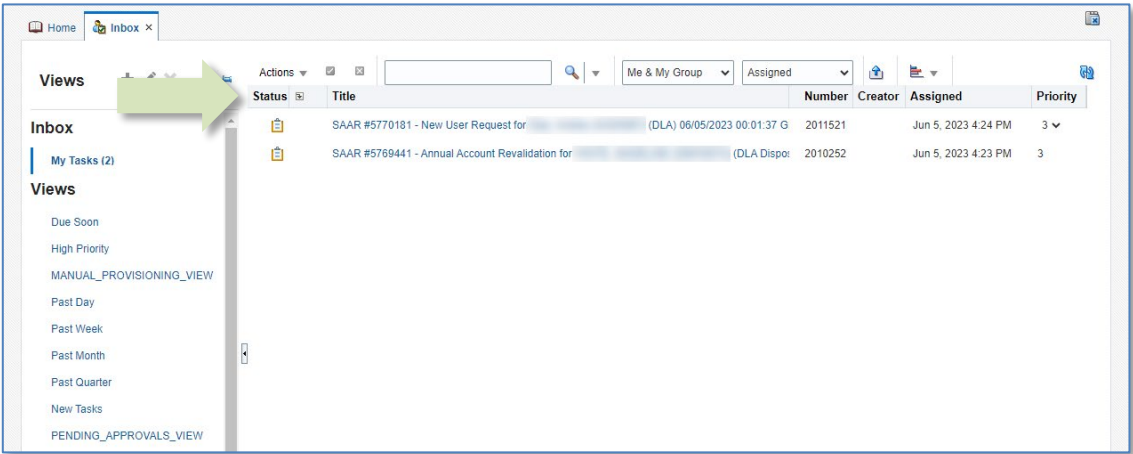 Home Inbox ×
Views Actions Me & My Group Assigned
Status Title Number Creator Assigned Priority
Inbox
SAAR #5770181 - New User Request for (DLA) 06/05/2023 00:01:37 G 2011521 Jun 5, 2023 4:24 PM 3
My Tasks (2)
SAAR #5769441 - Annual Account Revalidation for (DLA Dispo: 2010252 Jun 5, 2023 4:23 PM 3
Views
Due Soon
High Priority
MANUAL_PROVISIONING_VIEW
Past Day
Past Week
Past Month
Past Quarter
New Tasks
PENDING_APPROVALS_VIEW